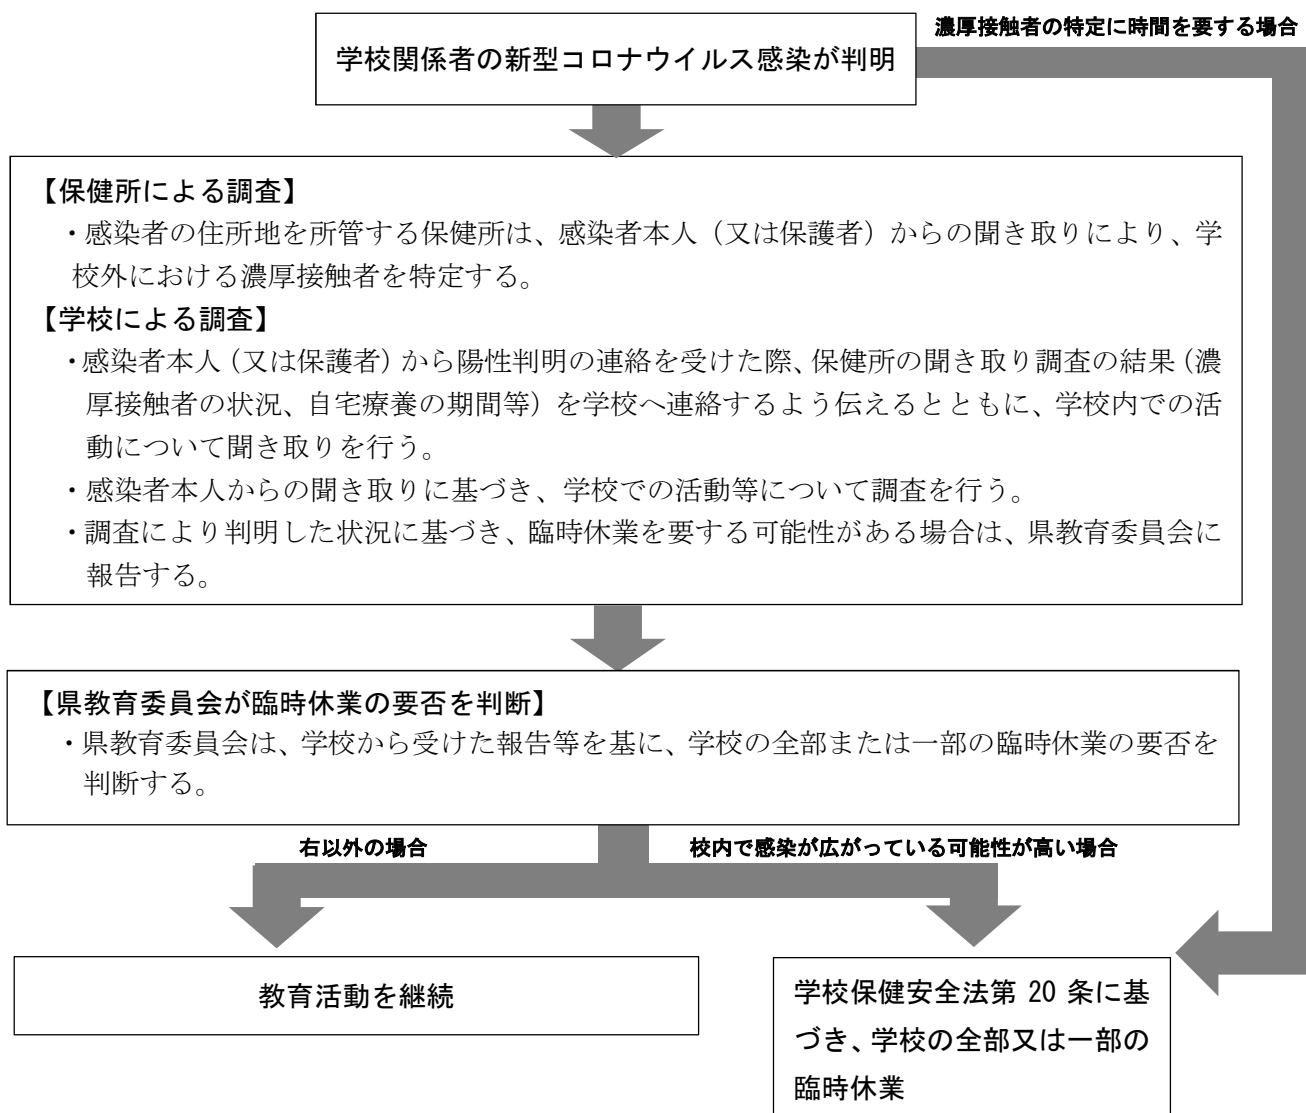 濃厚接触者の特定に時間を要する場合
学校関係者の新型コロナウイルス感染が判明
【保健所による調査】
・感染者の住所地を所管する保健所は、感染者本人（又は保護者）からの聞き取りにより、学
校外における濃厚接触者を特定する。
【学校による調査】
・感染者本人（又は保護者）から陽性判明の連絡を受けた際、保健所の聞き取り調査の結果（濃
厚接触者の状況、自宅療養の期間等）を学校へ連絡するよう伝えるとともに、学校内での活
動について聞き取りを行う。
・感染者本人からの聞き取りに基づき、学校での活動等について調査を行う。
・調査により判明した状況に基づき、臨時休業を要する可能性がある場合は、県教育委員会に
報告する。
【県教育委員会が臨時休業の要否を判断】
・県教育委員会は、学校から受けた報告等を基に、学校の全部または一部の臨時休業の要否を
判断する。
右以外の場合
校内で感染が広がっている可能性が高い場合
教育活動を継続
学校保健安全法第 20 条に基
づき、学校の全部又は一部の
臨時休業